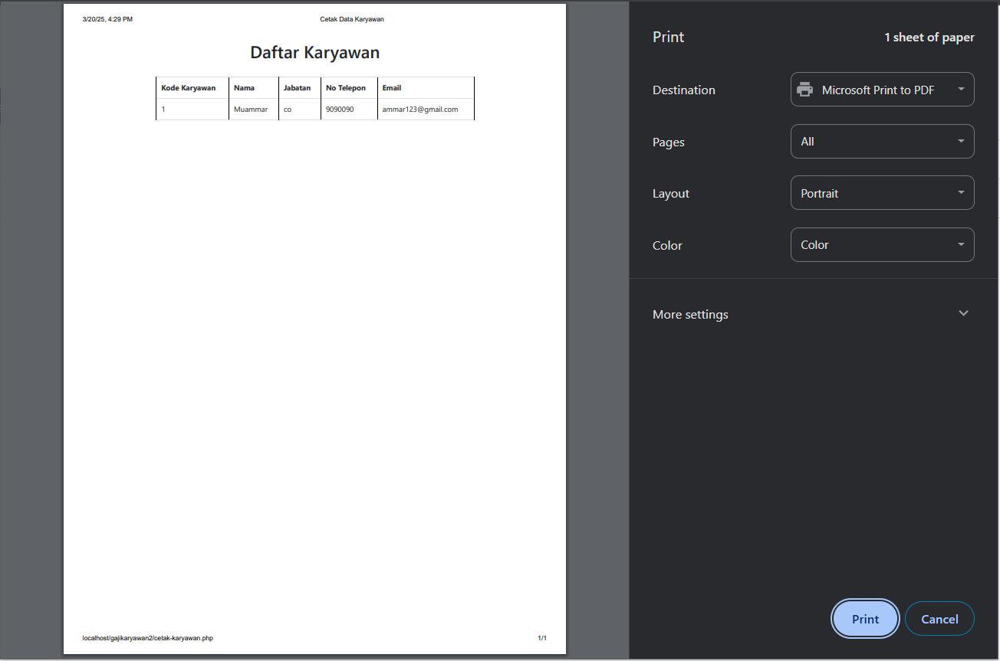 3/20/25, 4:29 PM Cetak Data Karyawan
Daftar Karyawan
Kode Karyawan Nama Jabatan No Telepon Email
1 Muammar co 9090090 ammar123@gmail.com
localhost/gajikaryawan2/cetak-karyawan.php 1/1
Print 1 sheet of paper
Destination Microsoft Print to PDF
Pages All
Layout Portrait
Color Color
More settings
Print Cancel